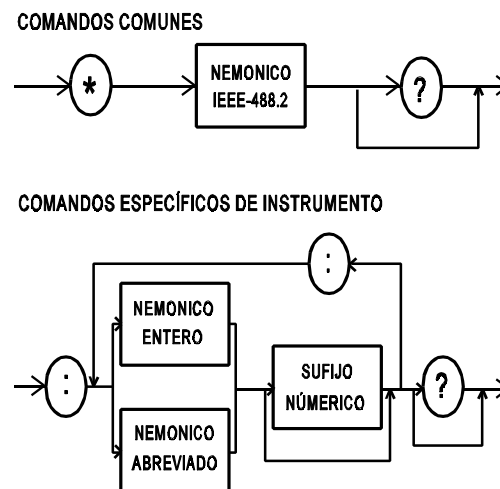 COMANDOS COMUNES
*
NEMONICO
IEEE-488.2
?
COMANDOS ESPECÍFICOS DE INSTRUMENTO
:
NEMONICO
ENTERO
:
SUFIJO
NÚMERICO
?
NEMONICO
ABREVIADO